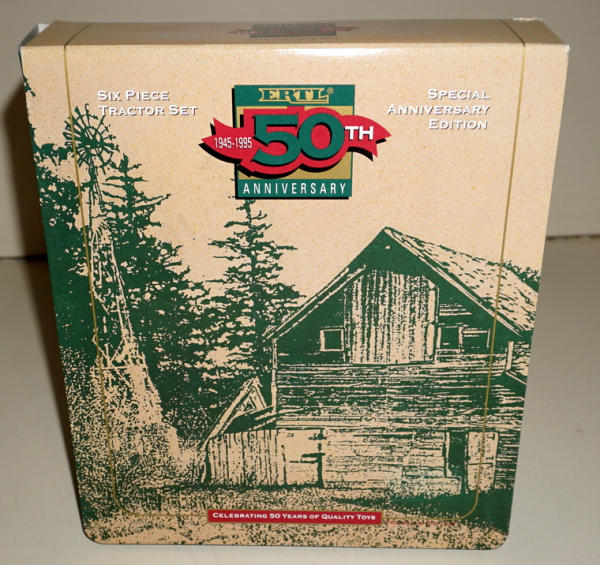 Six Piece
Tractor Set
ERTL®
1945-1995
50TH
ANNIVERSARY
Special
Anniversary
Edition
Celebrating 50 Years of Quality Toys